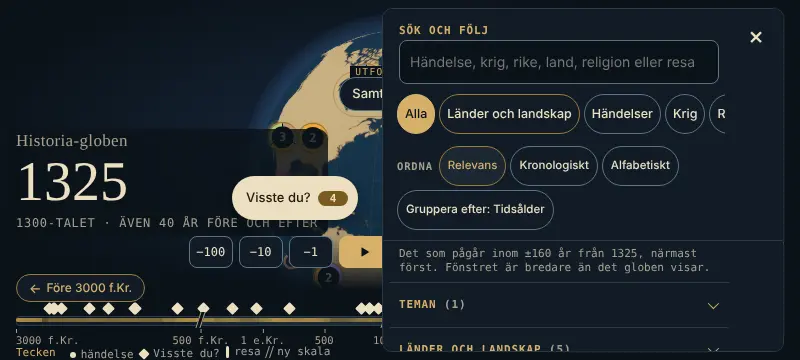 SÖK OCH FÖLJ
Händelse, krig, rike, land, religion eller resa
Alla
Länder och landskap
Händelser
Krig
R
ORDNA
Relevans
Kronologiskt
Alfabetiskt
Gruppera efter: Tidsålder
Det som pågår inom ±160 år från 1325, närmast
först. Fönstret är bredare än det globen visar.
TEMAN (1)
LÄNDER OCH LANDSKAP (5)
UTFO
Samt
3
2
Historia-globen
1325
Visste du? 4
1300-TALET · ÄVEN 40 ÅR FÖRE OCH EFTER
−100
−10
−1
2
← Före 3000 f.Kr.
3000 f.Kr.
500 f.Kr.
1 e.Kr.
500
10
Tecken
händelse
Visste du?
resa
// ny skala